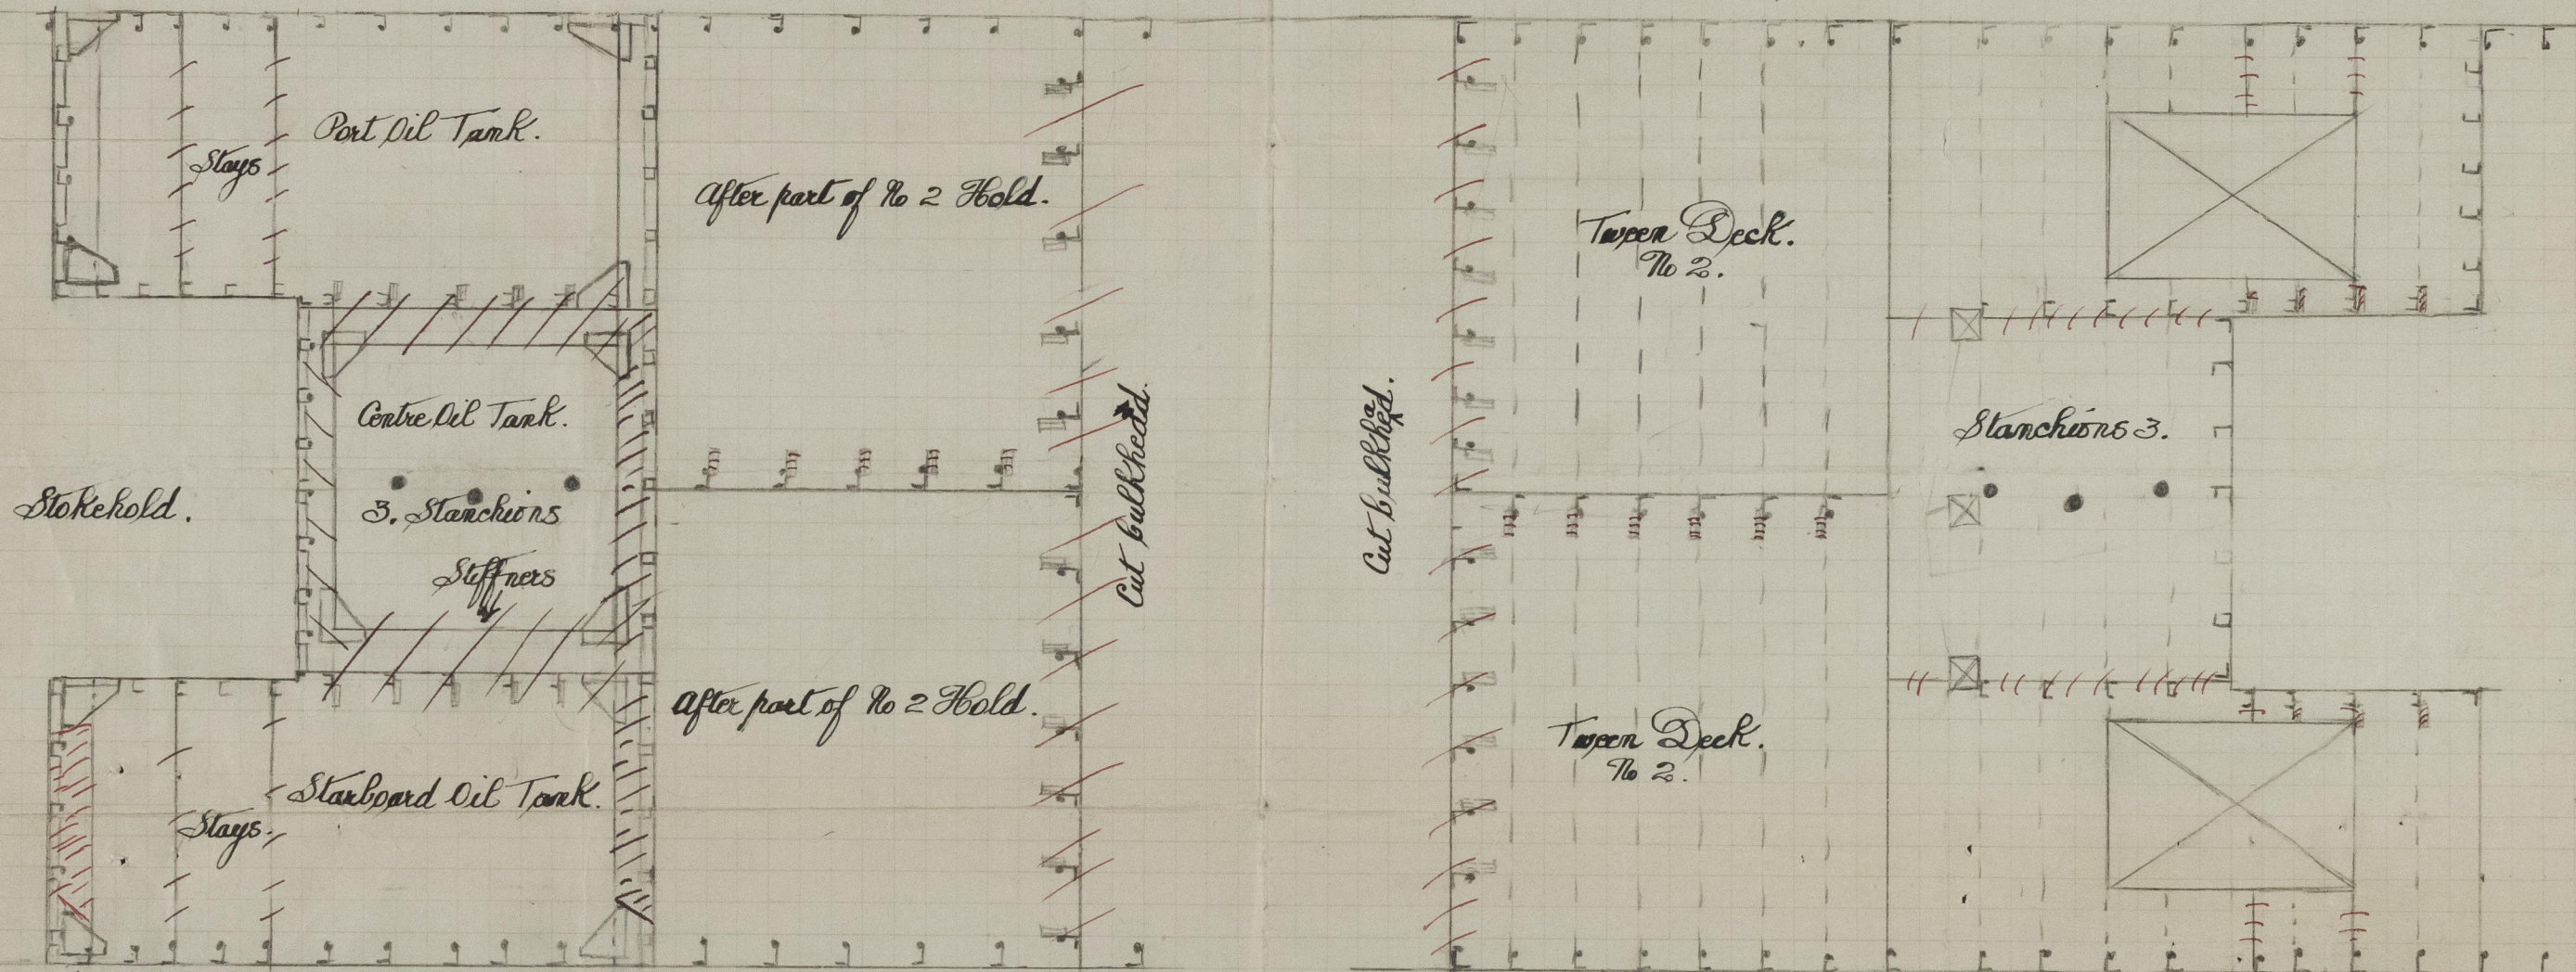 Port Oil Tank.
Stays
After part of No 2 Hold.
Centre Oil Tank.
3. Stanchions
Stiffners
Stokehold.
Starboard Oil Tank.
Stays.
After part of No 2 Hold.
Cut bulkhead.
Cut bulkhead.
Tween Deck.
No 2.
Stanchions 3.
Tween Deck.
No 2.